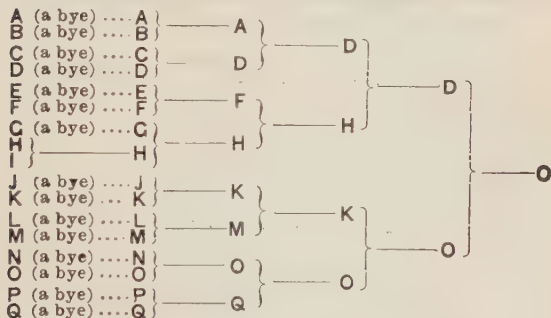 A (a bye) .... A
B (a bye) .... B
A
C (a bye) .... C
D (a bye) .... D
D
D
E (a bye) .... E
F (a bye) .... F
F
G (a bye) .... G
H
I
H
H
H
D
J (a bye) .... J
K (a bye) ... K
K
L (a bye) .... L
M (a bye) .... M
M
K
N (a bye) .... N
O (a bye) .... O
O
P (a bye) .... P
Q (a bye) .... Q
Q
O
O
O